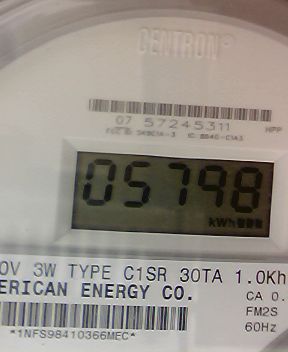 CENTRON®
07 57245311
HPP
05798
kWh
0V 3W TYPE C1SR 30TA 1.0Kh
ERICAN ENERGY CO.
CA 0.
FM2S
60Hz
*1NFS98410366MEC*